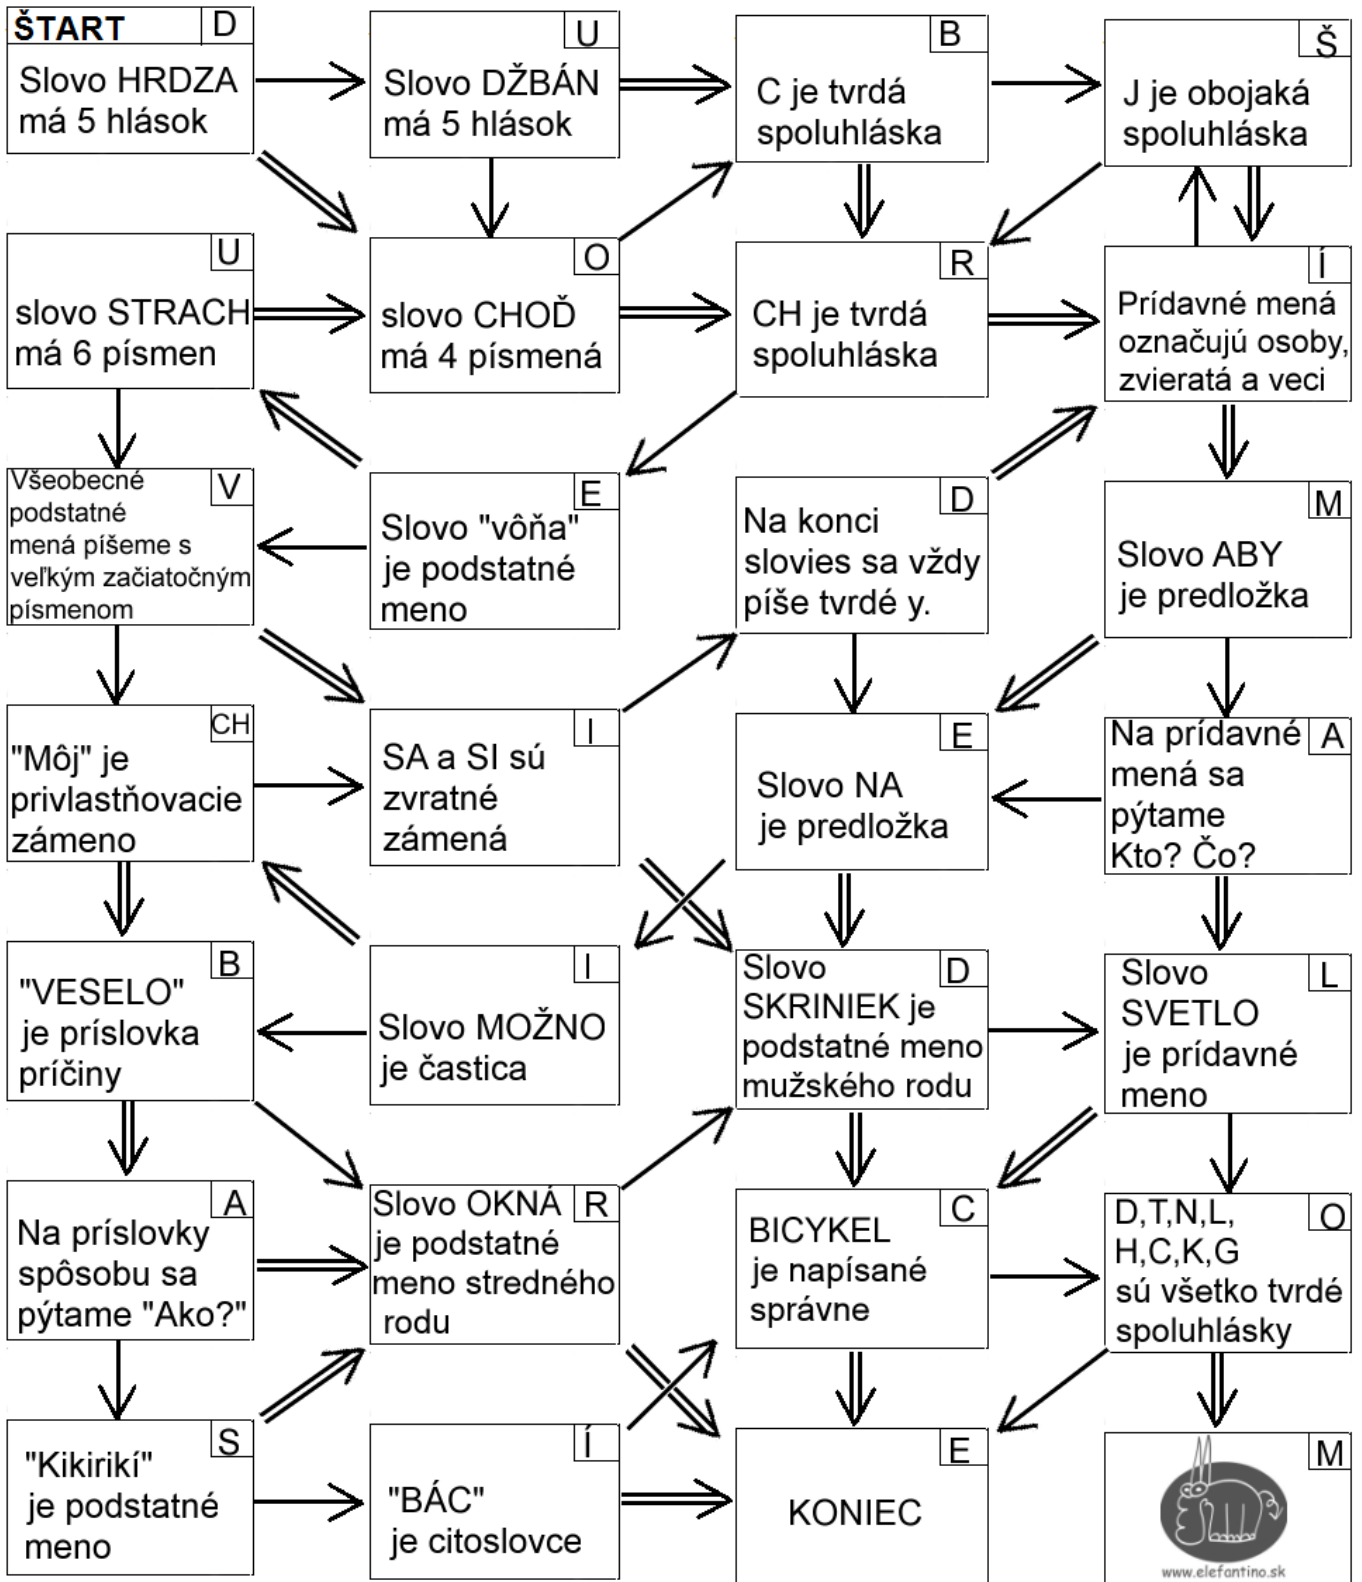 ŠTART D
Slovo HRDZA
má 5 hlások
U
Slovo DŽBÁN
má 5 hlások
B
C je tvrdá
spoluhláska
Š
J je obojaká
spoluhláska
U
slovo STRACH
má 6 písmen
O
slovo CHOĎ
má 4 písmená
R
CH je tvrdá
spoluhláska
Í
Prídavné mená
označujú osoby,
zvieratá a veci
V
Všeobecné
podstatné
mená píšeme s
veľkým začiatočným
písmenom
E
Slovo "vôňa"
je podstatné
meno
D
Na konci
slovies sa vždy
píše tvrdé y.
M
Slovo ABY
je predložka
CH
"Môj" je
privlastňovacie
zámeno
I
SA a SI sú
zvratné
zámená
E
Slovo NA
je predložka
A
Na prídavné
mená sa
pýtame
Kto? Čo?
B
"VESELO"
je príslovka
príčiny
I
Slovo MOŽNO
je častica
D
Slovo
SKRINIEK je
podstatné meno
mužského rodu
L
Slovo
SVETLO
je prídavné
meno
A
Na príslovky
spôsobu sa
pýtame "Ako?"
R
Slovo OKNÁ
je podstatné
meno stredného
rodu
C
BICYKEL
je napísané
správne
O
D,T,N,L,
H,C,K,G
sú všetko tvrdé
spoluhlásky
S
"Kikirikí"
je podstatné
meno
Í
"BÁC"
je citoslovce
E
KONIEC
M
www.elefantino.sk